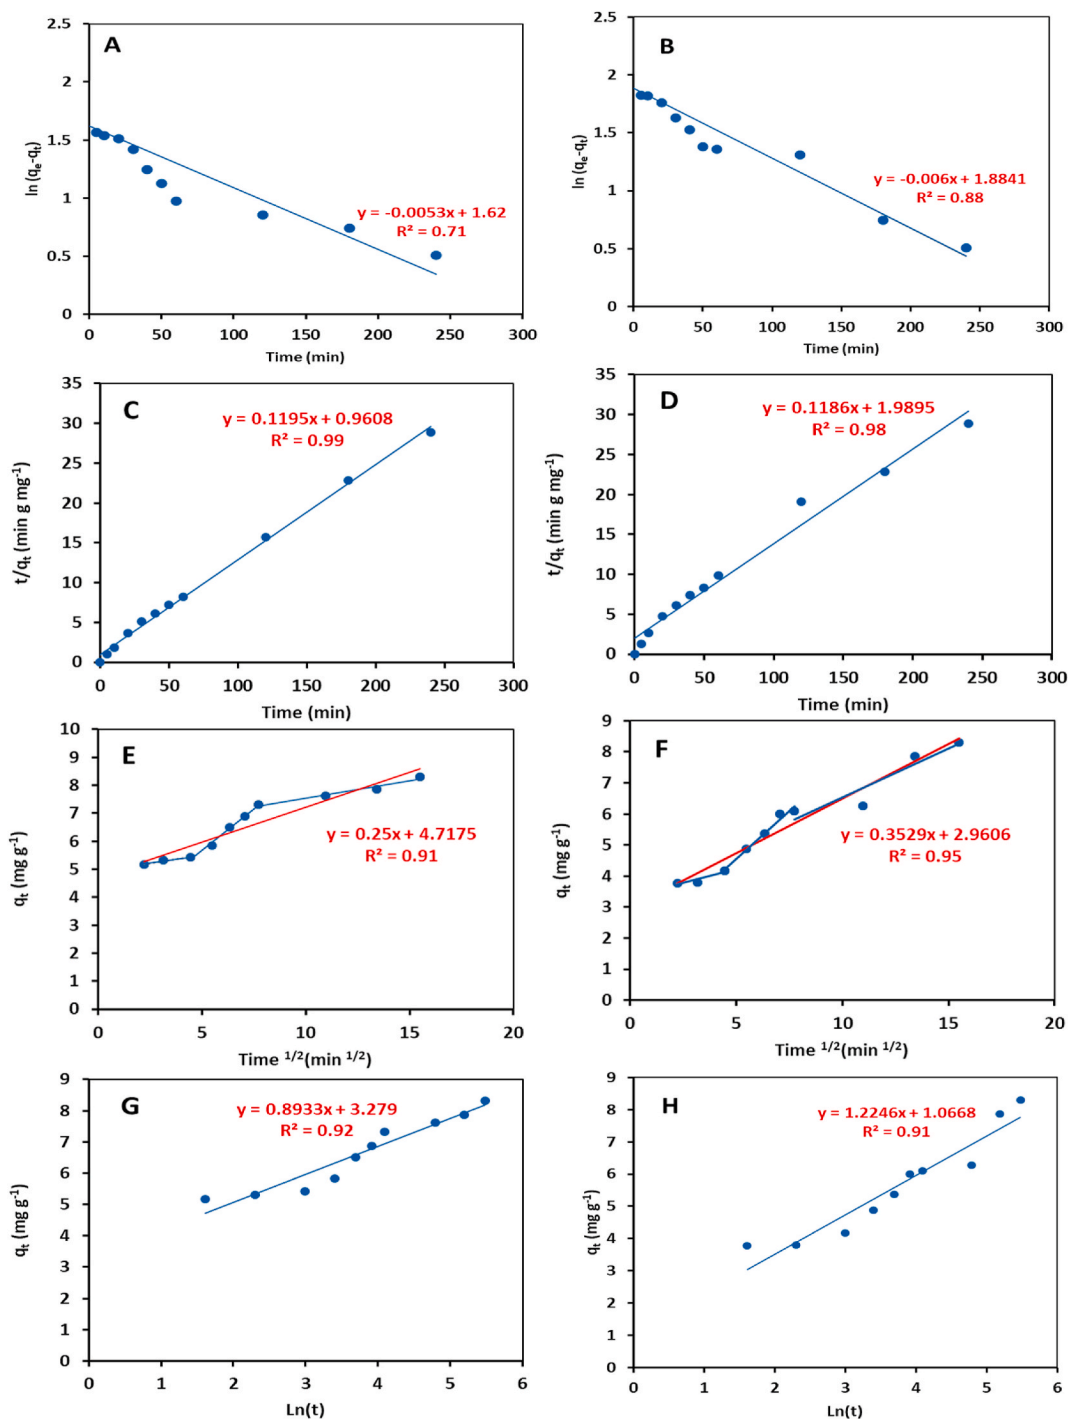 A
2.5
2
1.5
1
0.5
0
ln (qₑ-qₜ)
y = -0.0053x + 1.62
R² = 0.71
0 50 100 150 200 250 300
Time (min)
B
2.5
2
1.5
1
0.5
0
ln (qₑ-qₜ)
y = -0.006x + 1.8841
R² = 0.88
0 50 100 150 200 250 300
Time (min)
C
35
30
25
20
15
10
5
0
t/qₜ (min g mg⁻¹)
y = 0.1195x + 0.9608
R² = 0.99
0 50 100 150 200 250 300
Time (min)
D
35
30
25
20
15
10
5
0
t/qₜ (min g mg⁻¹)
y = 0.1186x + 1.9895
R² = 0.98
0 50 100 150 200 250 300
Time (min)
E
10
9
8
7
6
5
4
3
2
1
0
qₜ (mg g⁻¹)
y = 0.25x + 4.7175
R² = 0.91
0 5 10 15 20
Time ¹/²(min ¹/²)
F
9
8
7
6
5
4
3
2
1
0
qₜ (mg g⁻¹)
y = 0.3529x + 2.9606
R² = 0.95
0 5 10 15 20
Time ¹/²(min ¹/²)
G
9
8
7
6
5
4
3
2
1
0
qₜ (mg g⁻¹)
y = 0.8933x + 3.279
R² = 0.92
0 1 2 3 4 5 6
Ln(t)
H
9
8
7
6
5
4
3
2
1
0
qₜ (mg g⁻¹)
y = 1.2246x + 1.0668
R² = 0.91
0 1 2 3 4 5 6
Ln(t)